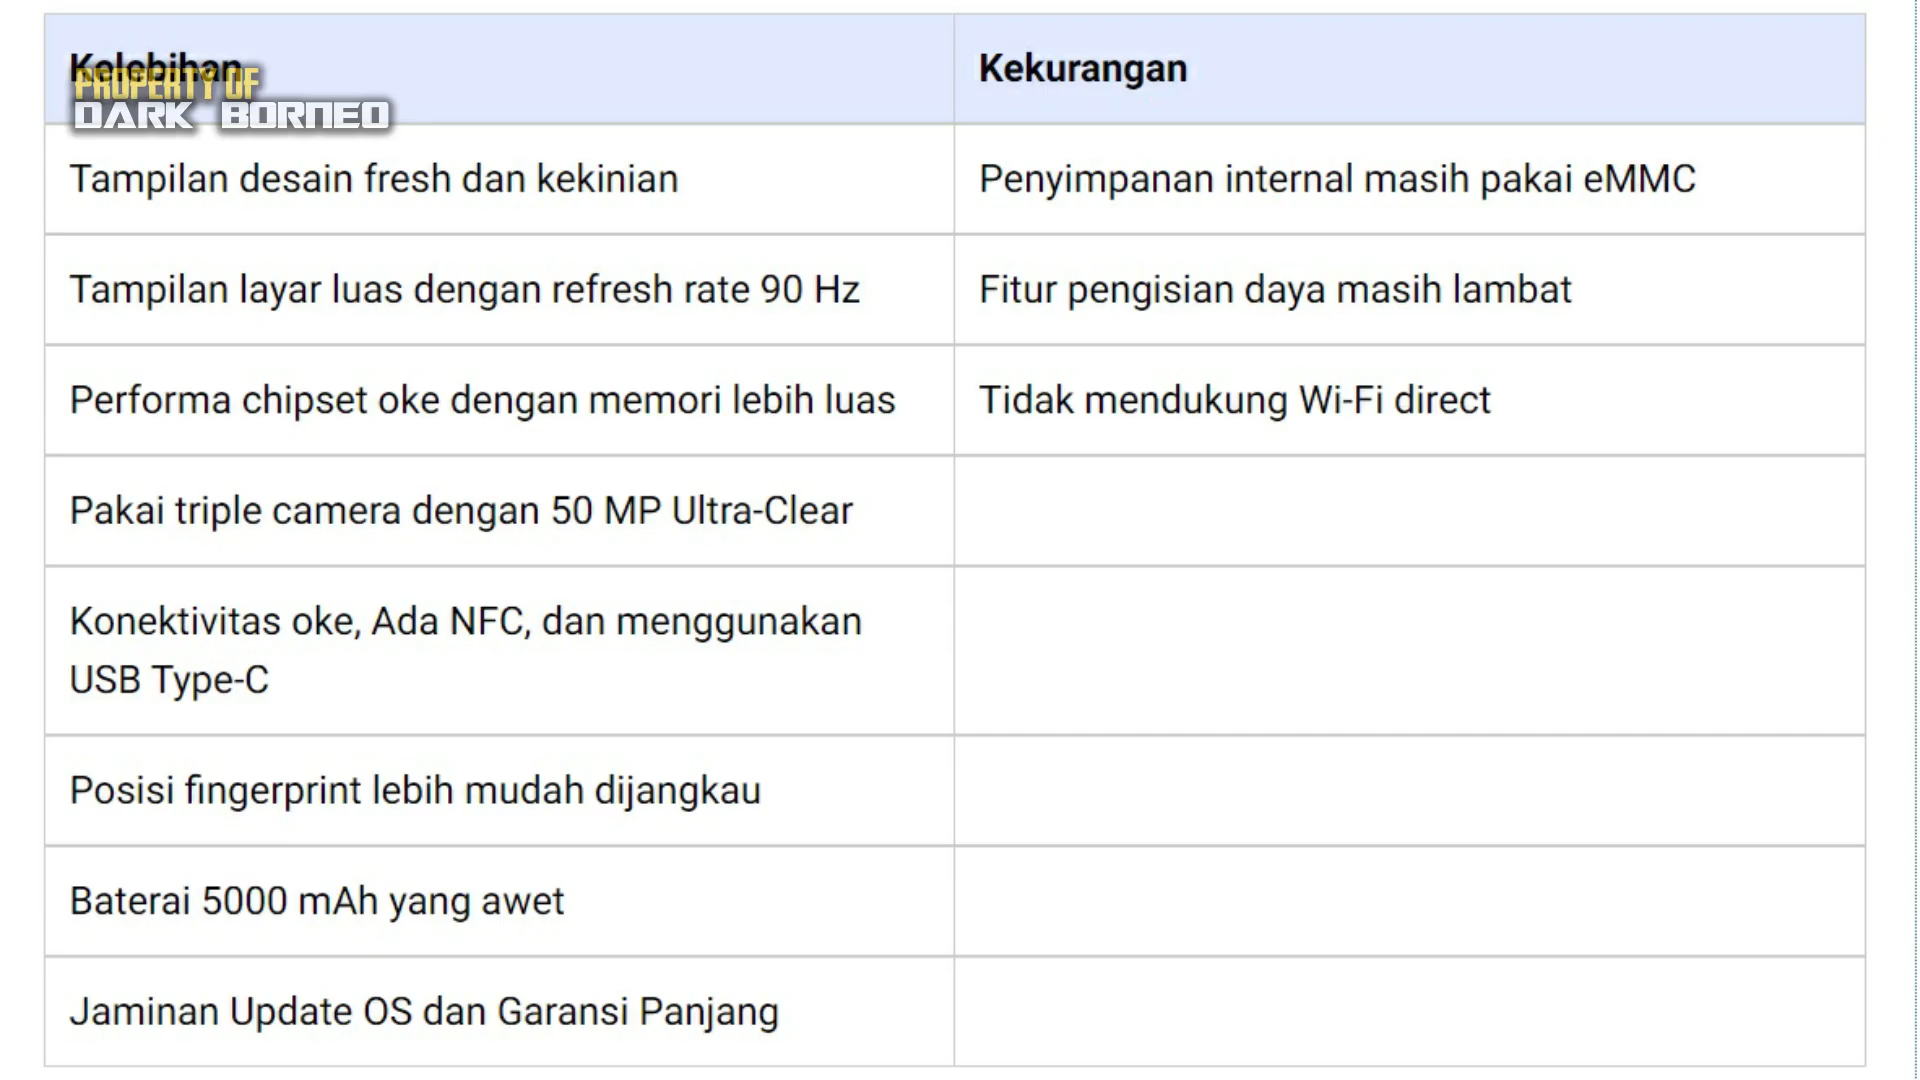 Kelebihan
Kekurangan
PROPERTY OF
DARK BORNEO
Tampilan desain fresh dan kekinian
Penyimpanan internal masih pakai eMMC
Tampilan layar luas dengan refresh rate 90 Hz
Fitur pengisian daya masih lambat
Performa chipset oke dengan memori lebih luas
Tidak mendukung Wi-Fi direct
Pakai triple camera dengan 50 MP Ultra-Clear
Konektivitas oke, Ada NFC, dan menggunakan
USB Type-C
Posisi fingerprint lebih mudah dijangkau
Baterai 5000 mAh yang awet
Jaminan Update OS dan Garansi Panjang